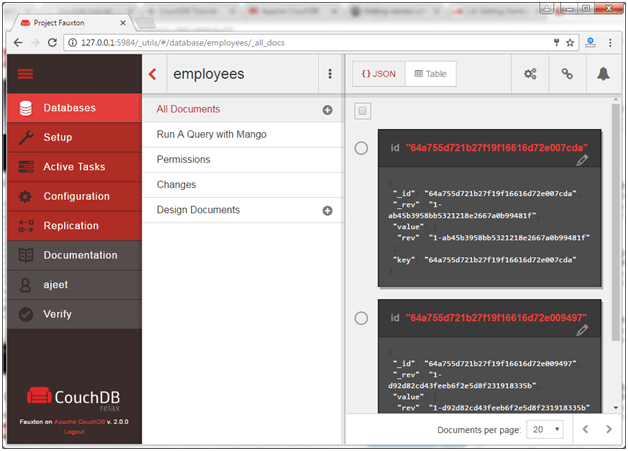 Project Fauxton
127.0.0.1:5984/_utils/#/database/employees/_all_docs
employees
{} JSON
Table
Databases
Setup
Active Tasks
Configuration
Replication
Documentation
ajeet
Verify
CouchDB
relax
Fauxton on Apache CouchDB v. 2.0.0
Logout
All Documents
Run A Query with Mango
Permissions
Changes
Design Documents
id "64a755d721b27f19f16616d72e007cda"
{
"_id" "64a755d721b27f19f16616d72e007cda"
"_rev" "1-
ab45b3958bb5321218e2667a0b99481f"
"value" {
"rev" "1-ab45b3958bb5321218e2667a0b99481f"
}
"key" "64a755d721b27f19f16616d72e007cda"
}
id "64a755d721b27f19f16616d72e009497"
{
"_id" "64a755d721b27f19f16616d72e009497"
"_rev" "1-
d92d82cd43feeb6f2e5d8f231918335b"
"value" {
"rev" "1-d92d82cd43feeb6f2e5d8f231918335b"
Documents per page: 20